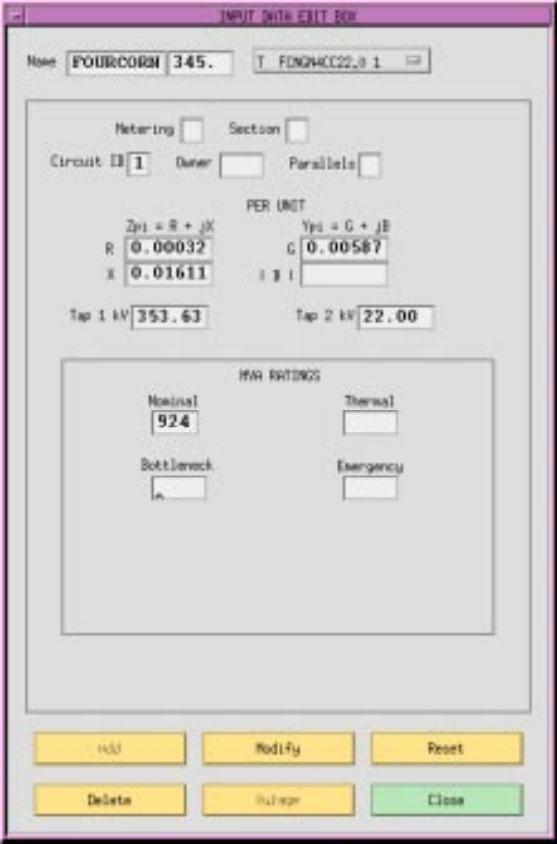 INPUT DATA EDIT BOX
Name FOURCORN 345. T FCNGN4CC22.0 1
Metering Section
Circuit ID 1 Owner Parallels
PER UNIT
Zpi = R + jX Ypi = G + jB
R 0.00032 G 0.00587
X 0.01611 | B |
Tap 1 kV 353.63 Tap 2 kV 22.00
MVA RATINGS
Nominal Thermal
924
Bottleneck Emergency
Add Modify Reset
Delete Outage Close